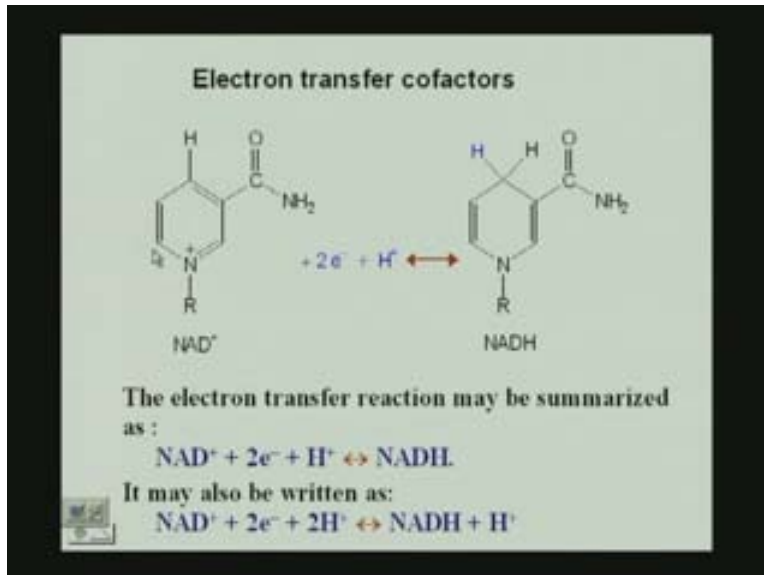 Electron transfer cofactors
H O H H O
C NH₂ C NH₂
N⁺ + 2e⁻ + H⁺ ↔ N
R R
NAD⁺ NADH
The electron transfer reaction may be summarized
as :
NAD⁺ + 2e⁻ + H⁺ ↔ NADH.
It may also be written as:
NAD⁺ + 2e⁻ + 2H⁺ ↔ NADH + H⁺